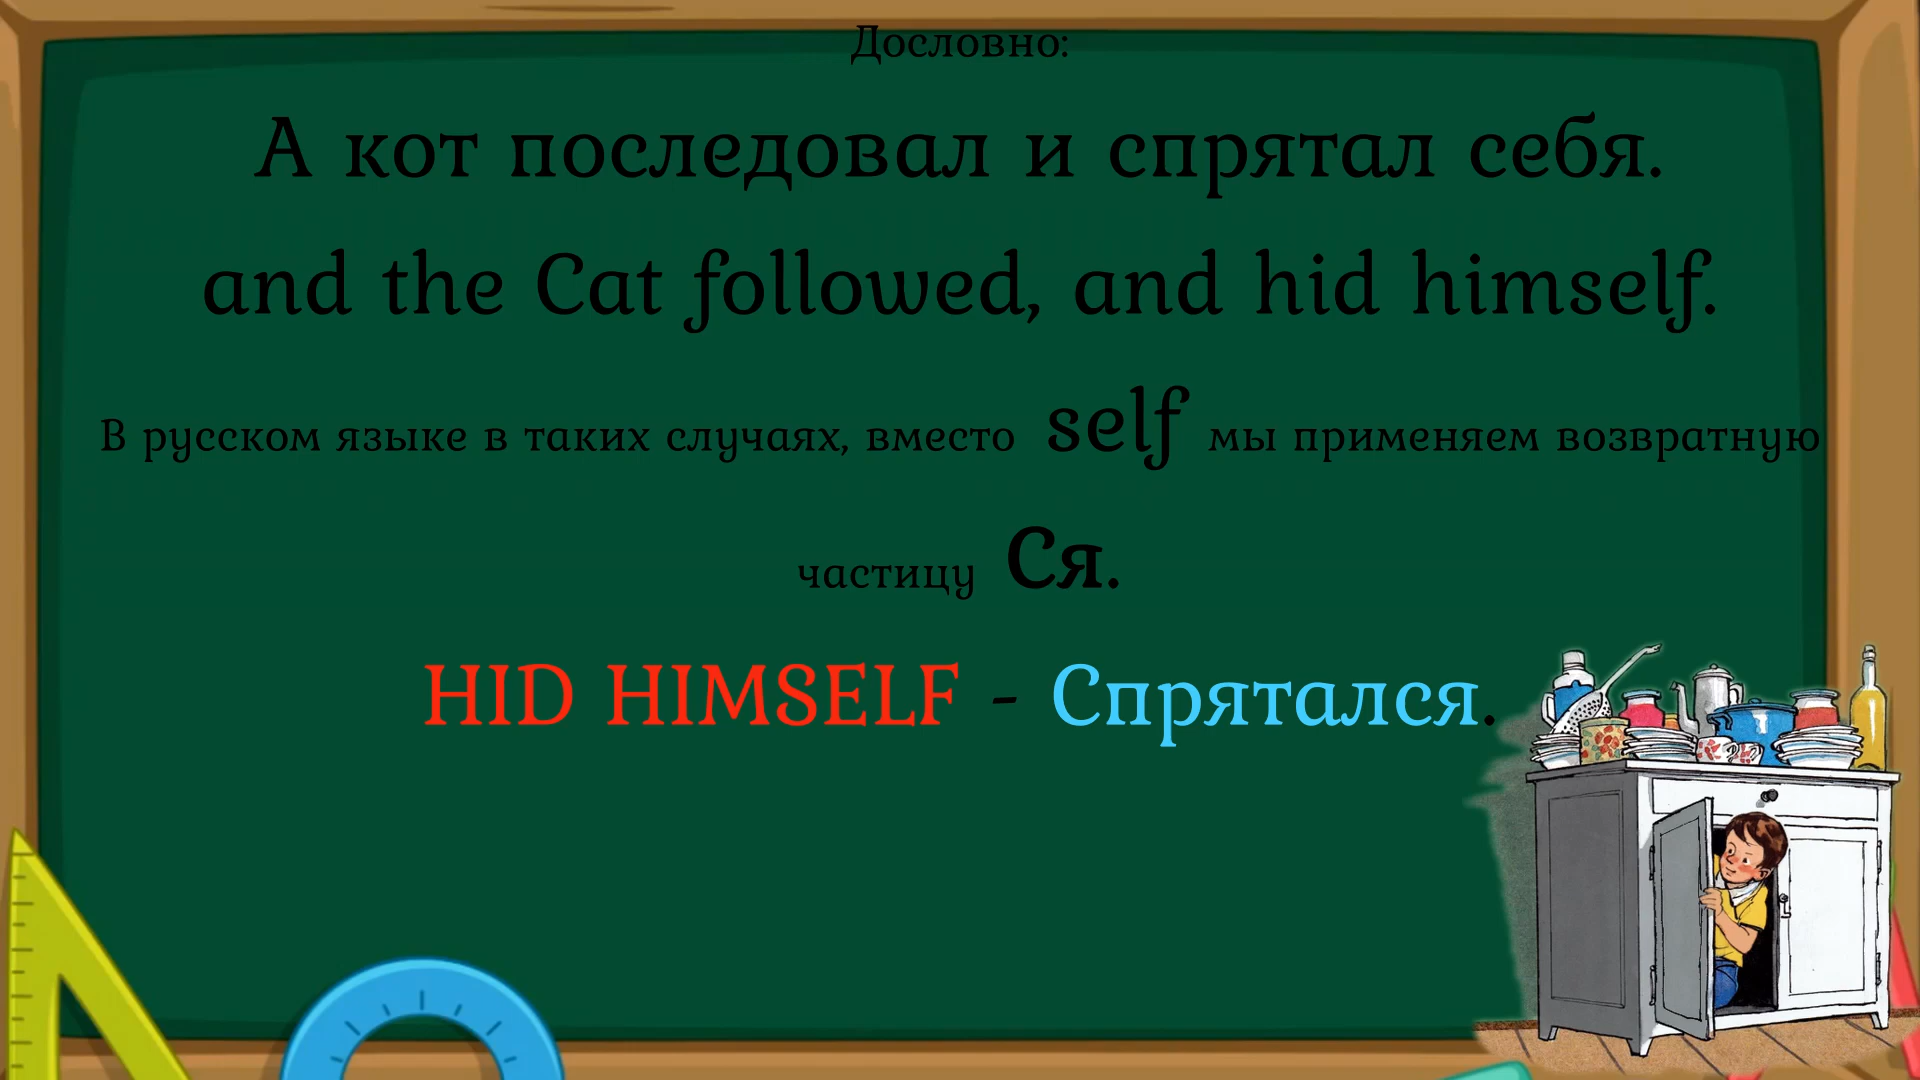 Дословно:
А кот последовал и спрятал себя.
and the Cat followed, and hid himself.
В русском языке в таких случаях, вместо self мы применяем возвратную
частицу Ся.
HID HIMSELF - Спрятался.